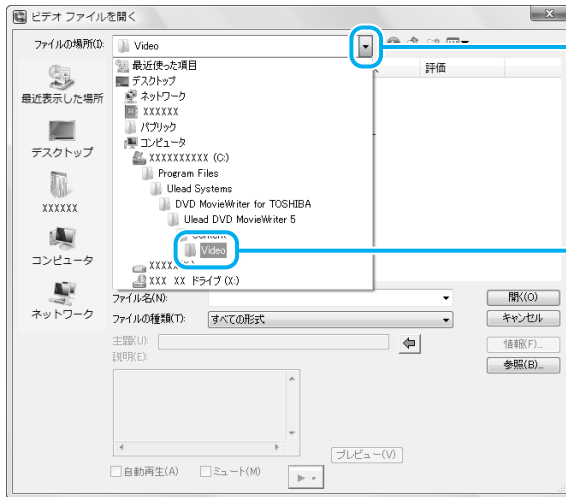 ビデオ ファイルを開く
ファイルの場所(I):
Video
最近使った項目
デスクトップ
ネットワーク
XXXXXX
パブリック
コンピュータ
XXXXXXXXXX (C:)
Program Files
Ulead Systems
DVD MovieWriter for TOSHIBA
Ulead DVD MovieWriter 5
Content
Video
XXXXX
XXX XX ドライブ (X:)
評価
最近表示した場所
デスクトップ
XXXXXX
コンピュータ
ネットワーク
ファイル名(N):
開く(O)
ファイルの種類(T):
すべての形式
キャンセル
主題(U):
情報(F)...
説明(E):
参照(B)...
プレビュー(V)
自動再生(A)
ミュート(M)